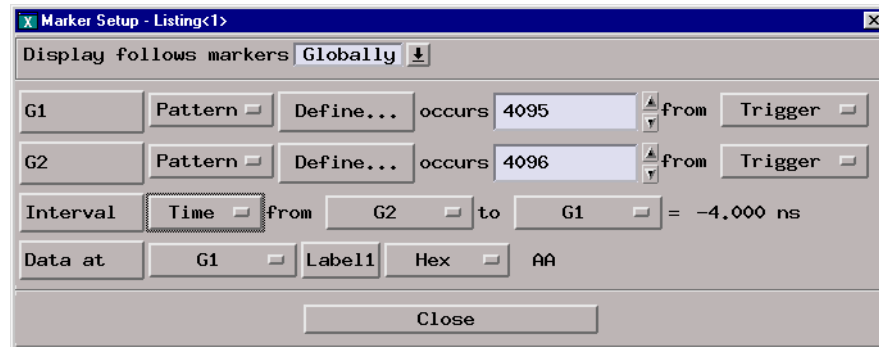 Marker Setup - Listing<1>
Display follows markers Globally
G1 Pattern Define... occurs 4095 from Trigger
G2 Pattern Define... occurs 4096 from Trigger
Interval Time from G2 to G1 = -4.000 ns
Data at G1 Label1 Hex AA
Close